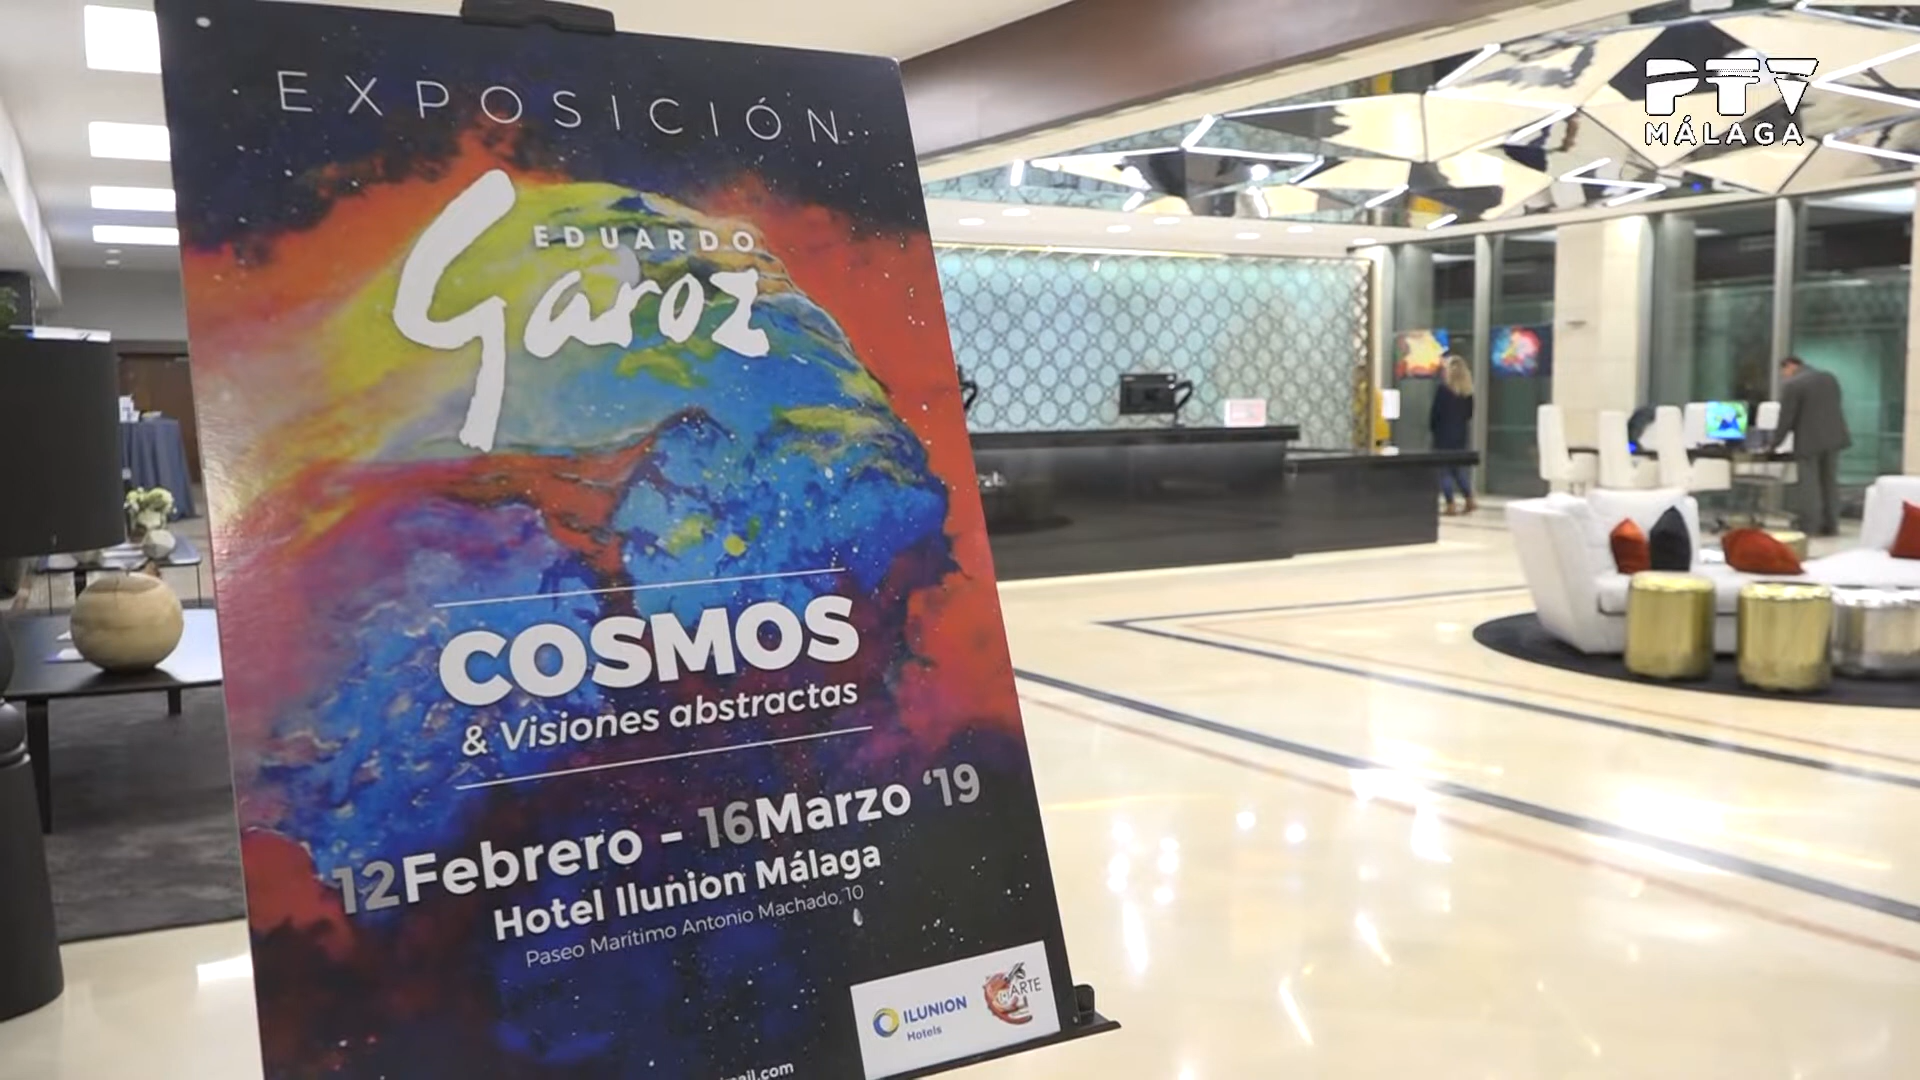 PTV
MÁLAGA
EXPOSICIÓN
EDUARDO
Garoz
COSMOS
& Visiones abstractas
12Febrero - 16Marzo '19
Hotel Ilunion Málaga
Paseo Marítimo Antonio Machado, 10
ILUNION
Hotels
ARTE